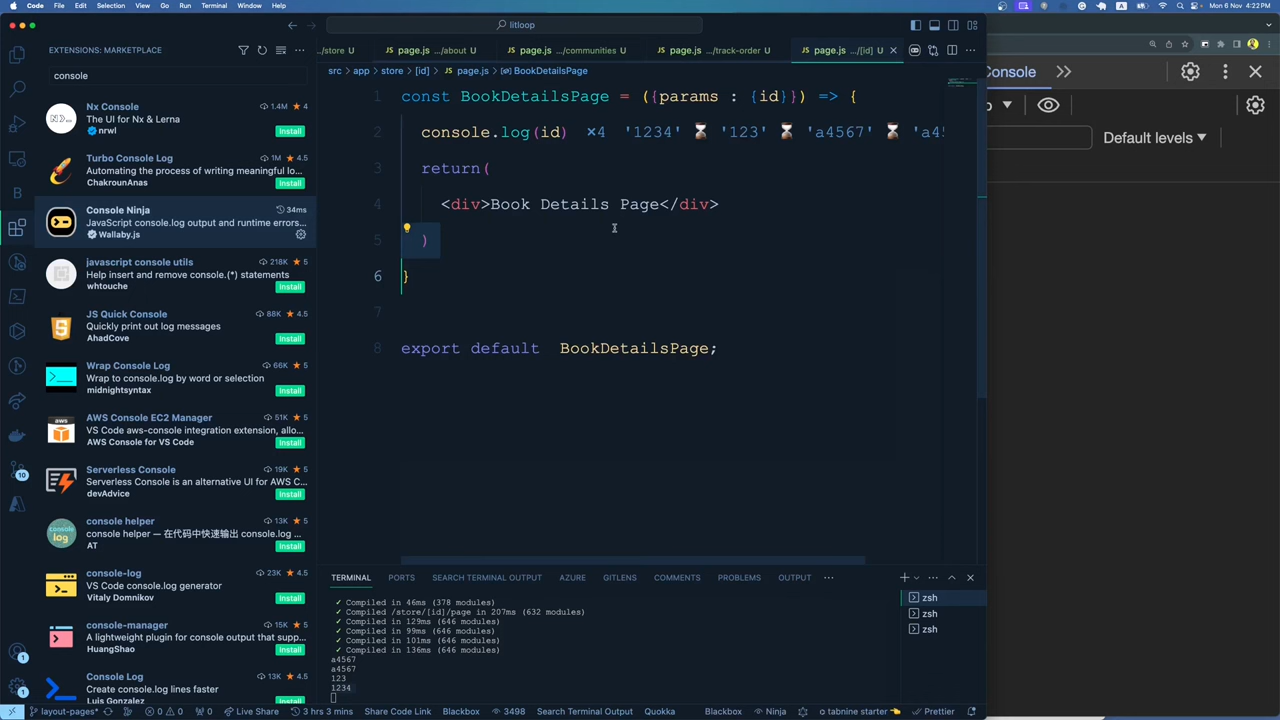 Code File Edit Selection View Go Run Terminal Window Help
Mon 6 Nov 4:22 PM
litloop
EXTENSIONS: MARKETPLACE
console
Nx Console 1.4M 4
The UI for Nx & Lerna
nrwl Install
Turbo Console Log 1M 4.5
Automating the process of writing meaningful lo...
ChakrounAnas Install
Console Ninja 34ms
JavaScript console.log output and runtime errors...
Wallaby.js
javascript console utils 218K 5
Help insert and remove console.(*) statements
whtouche Install
JS Quick Console 88K 4.5
Quickly print out log messages
AhadCove Install
Wrap Console Log 66K 5
Wrap to console.log by word or selection
midnightsyntax Install
AWS Console EC2 Manager 51K 5
VS Code aws-console integration extension, allo...
AWS Console for VS Code Install
Serverless Console 19K 5
Serverless Console is an alternative UI for AWS C...
devAdvice Install
console helper 13K 5
console helper — 在代码中快速输出 console.log ...
AT Install
console-log 23K 4.5
VS Code console.log generator
Vitaly Domnikov Install
console-manager 3K 5
A lightweight plugin for console output that supp...
HuangShao Install
Console Log 13K 4.5
Create console.log lines faster
Luis Gonzalez Install
.../store U page.js .../about U page.js .../communities U page.js .../track-order U page.js .../[id] U
src > app > store > [id] > page.js > BookDetailsPage
1 const BookDetailsPage = ({params : {id}}) => {
2 console.log(id) ×4 '1234' ⌛ '123' ⌛ 'a4567' ⌛ 'a45
3 return(
4 <div>Book Details Page</div>
5 )
6 }
7
8 export default BookDetailsPage;
TERMINAL PORTS SEARCH TERMINAL OUTPUT AZURE GITLENS COMMENTS PROBLEMS OUTPUT
✓ Compiled in 46ms (378 modules)
✓ Compiled /store/[id]/page in 207ms (632 modules)
✓ Compiled in 129ms (646 modules)
✓ Compiled in 99ms (646 modules)
✓ Compiled in 101ms (646 modules)
✓ Compiled in 136ms (646 modules)
a4567
a4567
123
1234
zsh
zsh
zsh
onsole
Default levels
layout-pages* 0 0 0 Live Share 3 hrs 3 mins Share Code Link Blackbox 3498 Search Terminal Output Quokka Blackbox Ninja tabnine starter Prettier